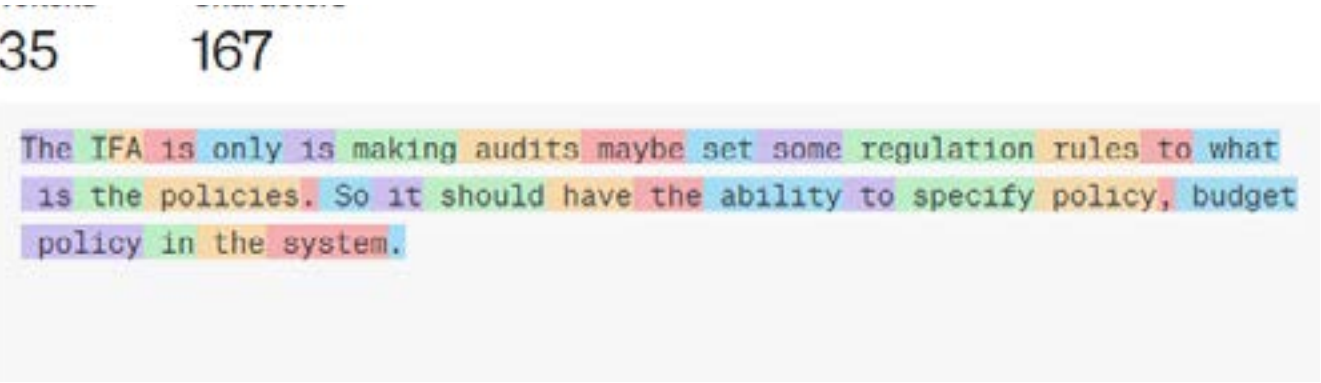 35 167
The IFA is only is making audits maybe set some regulation rules to what
is the policies. So it should have the ability to specify policy, budget
policy in the system.